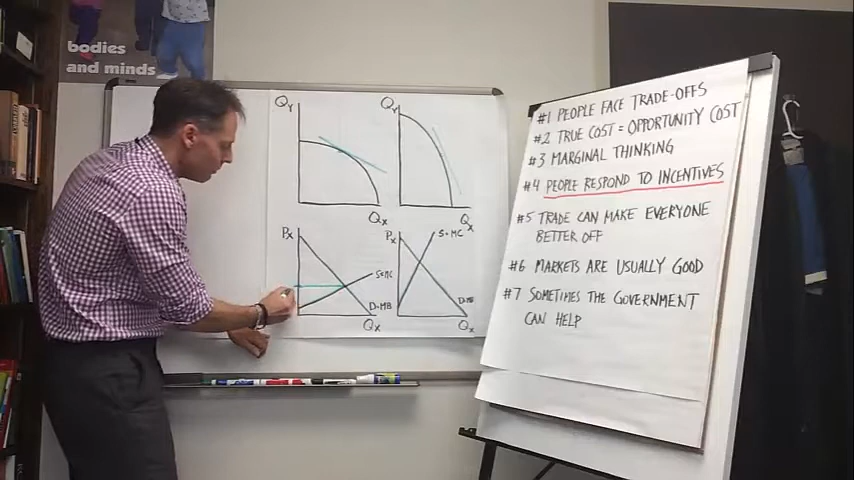 bodies
and minds
Qy
Qx
Qy
Qx
Px
S=MC
D=MB
Qx
Px
S=MC
D=MB
Qx
#1 PEOPLE FACE TRADE-OFFS
#2 TRUE COST = OPPORTUNITY COST
#3 MARGINAL THINKING
#4 PEOPLE RESPOND TO INCENTIVES
#5 TRADE CAN MAKE EVERYONE
BETTER OFF
#6 MARKETS ARE USUALLY GOOD
#7 SOMETIMES THE GOVERNMENT
CAN HELP